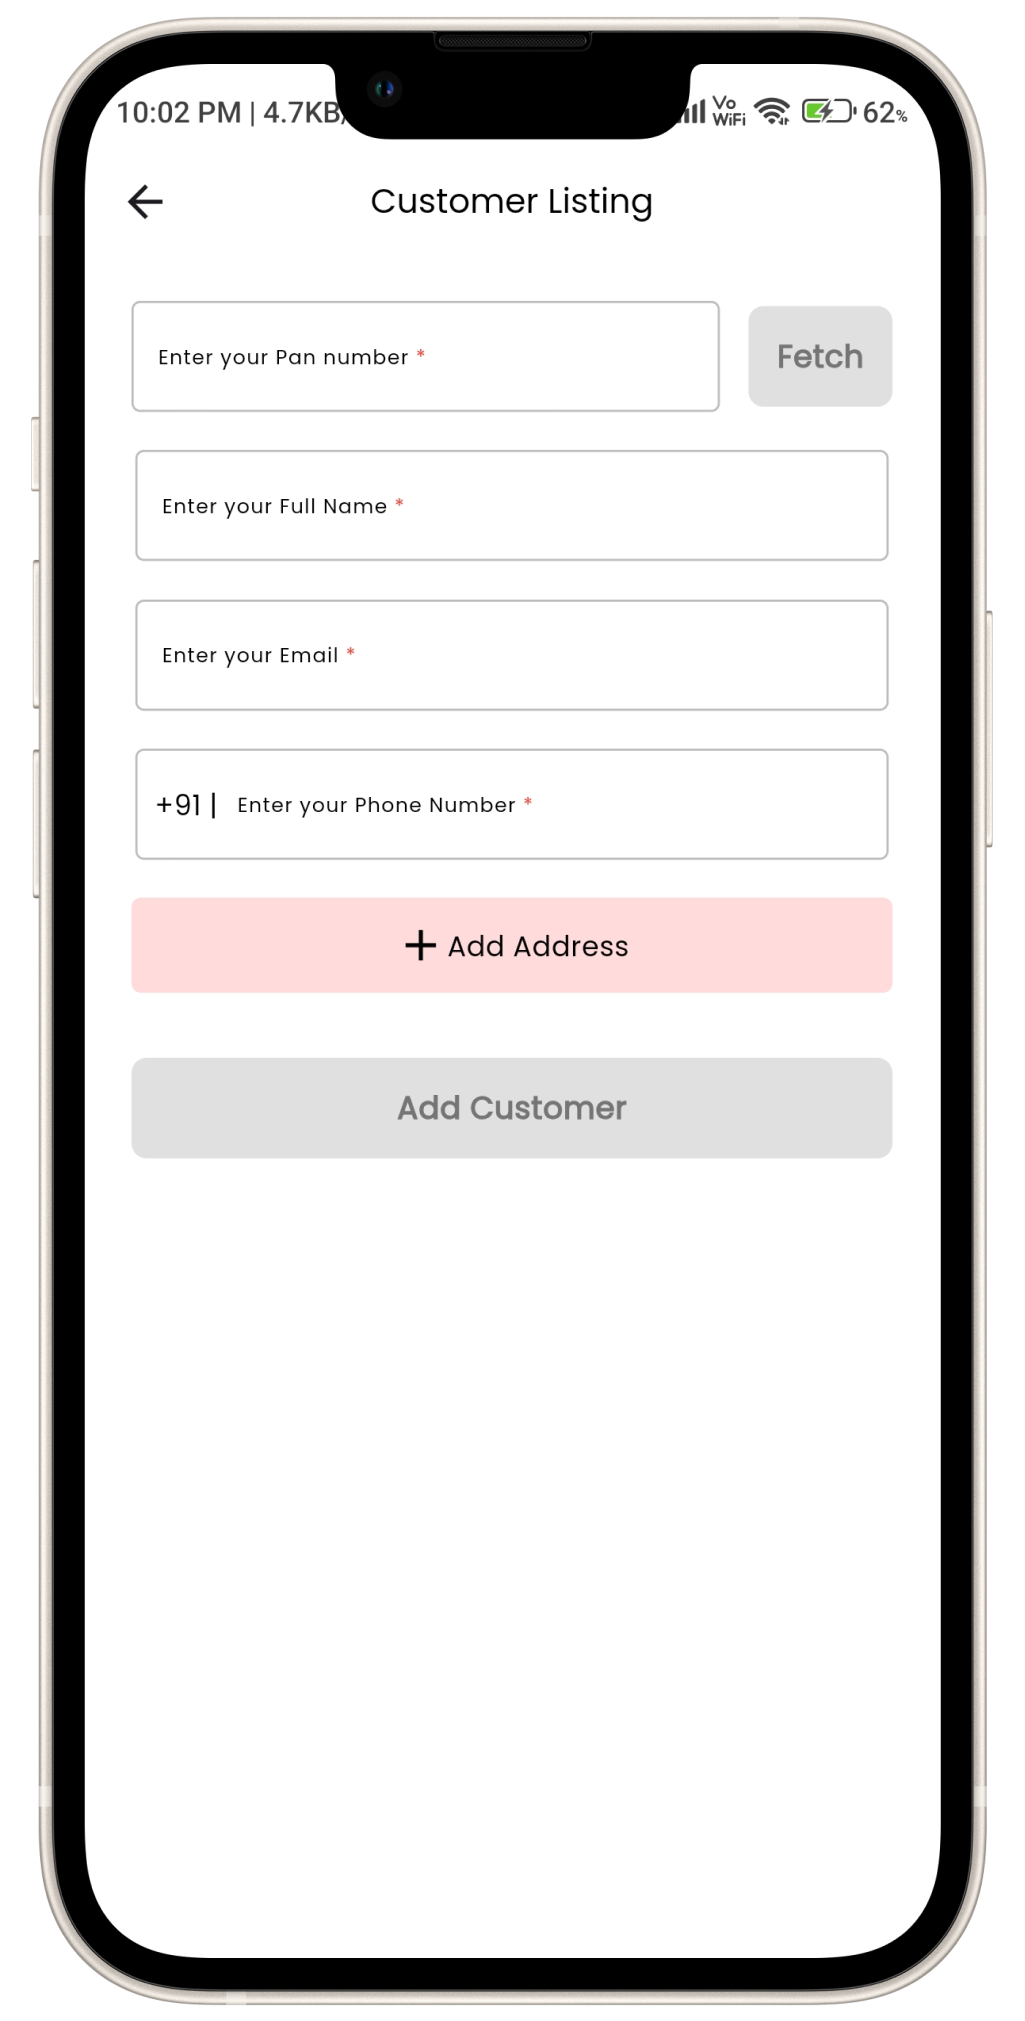 10:02 PM | 4.7KB/
Vo
WiFi
62%
Customer Listing
Enter your Pan number *
Fetch
Enter your Full Name *
Enter your Email *
+91 | Enter your Phone Number *
+ Add Address
Add Customer